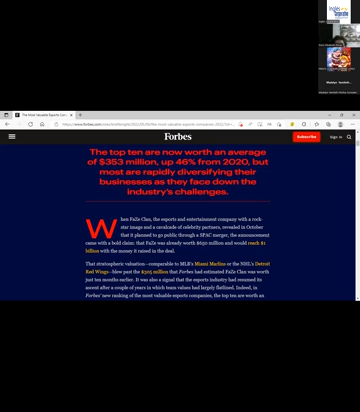 Inglés
Corporativo
The Most Valuable Esports Com
Forbes
Subscribe
Sign In
The top ten are now worth an average
of $353 million, up 46% from 2020, but
most are rapidly diversifying their
businesses as they face down the
industry's challenges.
When FaZe Clan, the esports and entertainment company with a rock-
star image and a cavalcade of celebrity partners, revealed in October
that it planned to go public through a SPAC merger, the announcement
came with a bold claim: that FaZe was already worth $650 million and would reach $1
billion with the money it raised in the deal.
That stratospheric valuation—comparable to MLR's Miami Marlins or the NHL's Detroit
Red Wings—blew past the $305 million that Forbes had estimated FaZe Clan was worth
just ten months earlier. It was also a signal that the esports industry had resumed its
ascent after a couple of years in which team values had largely flatlined. Indeed, in
Forbes' new ranking of the most valuable esports companies, the top ten are worth an